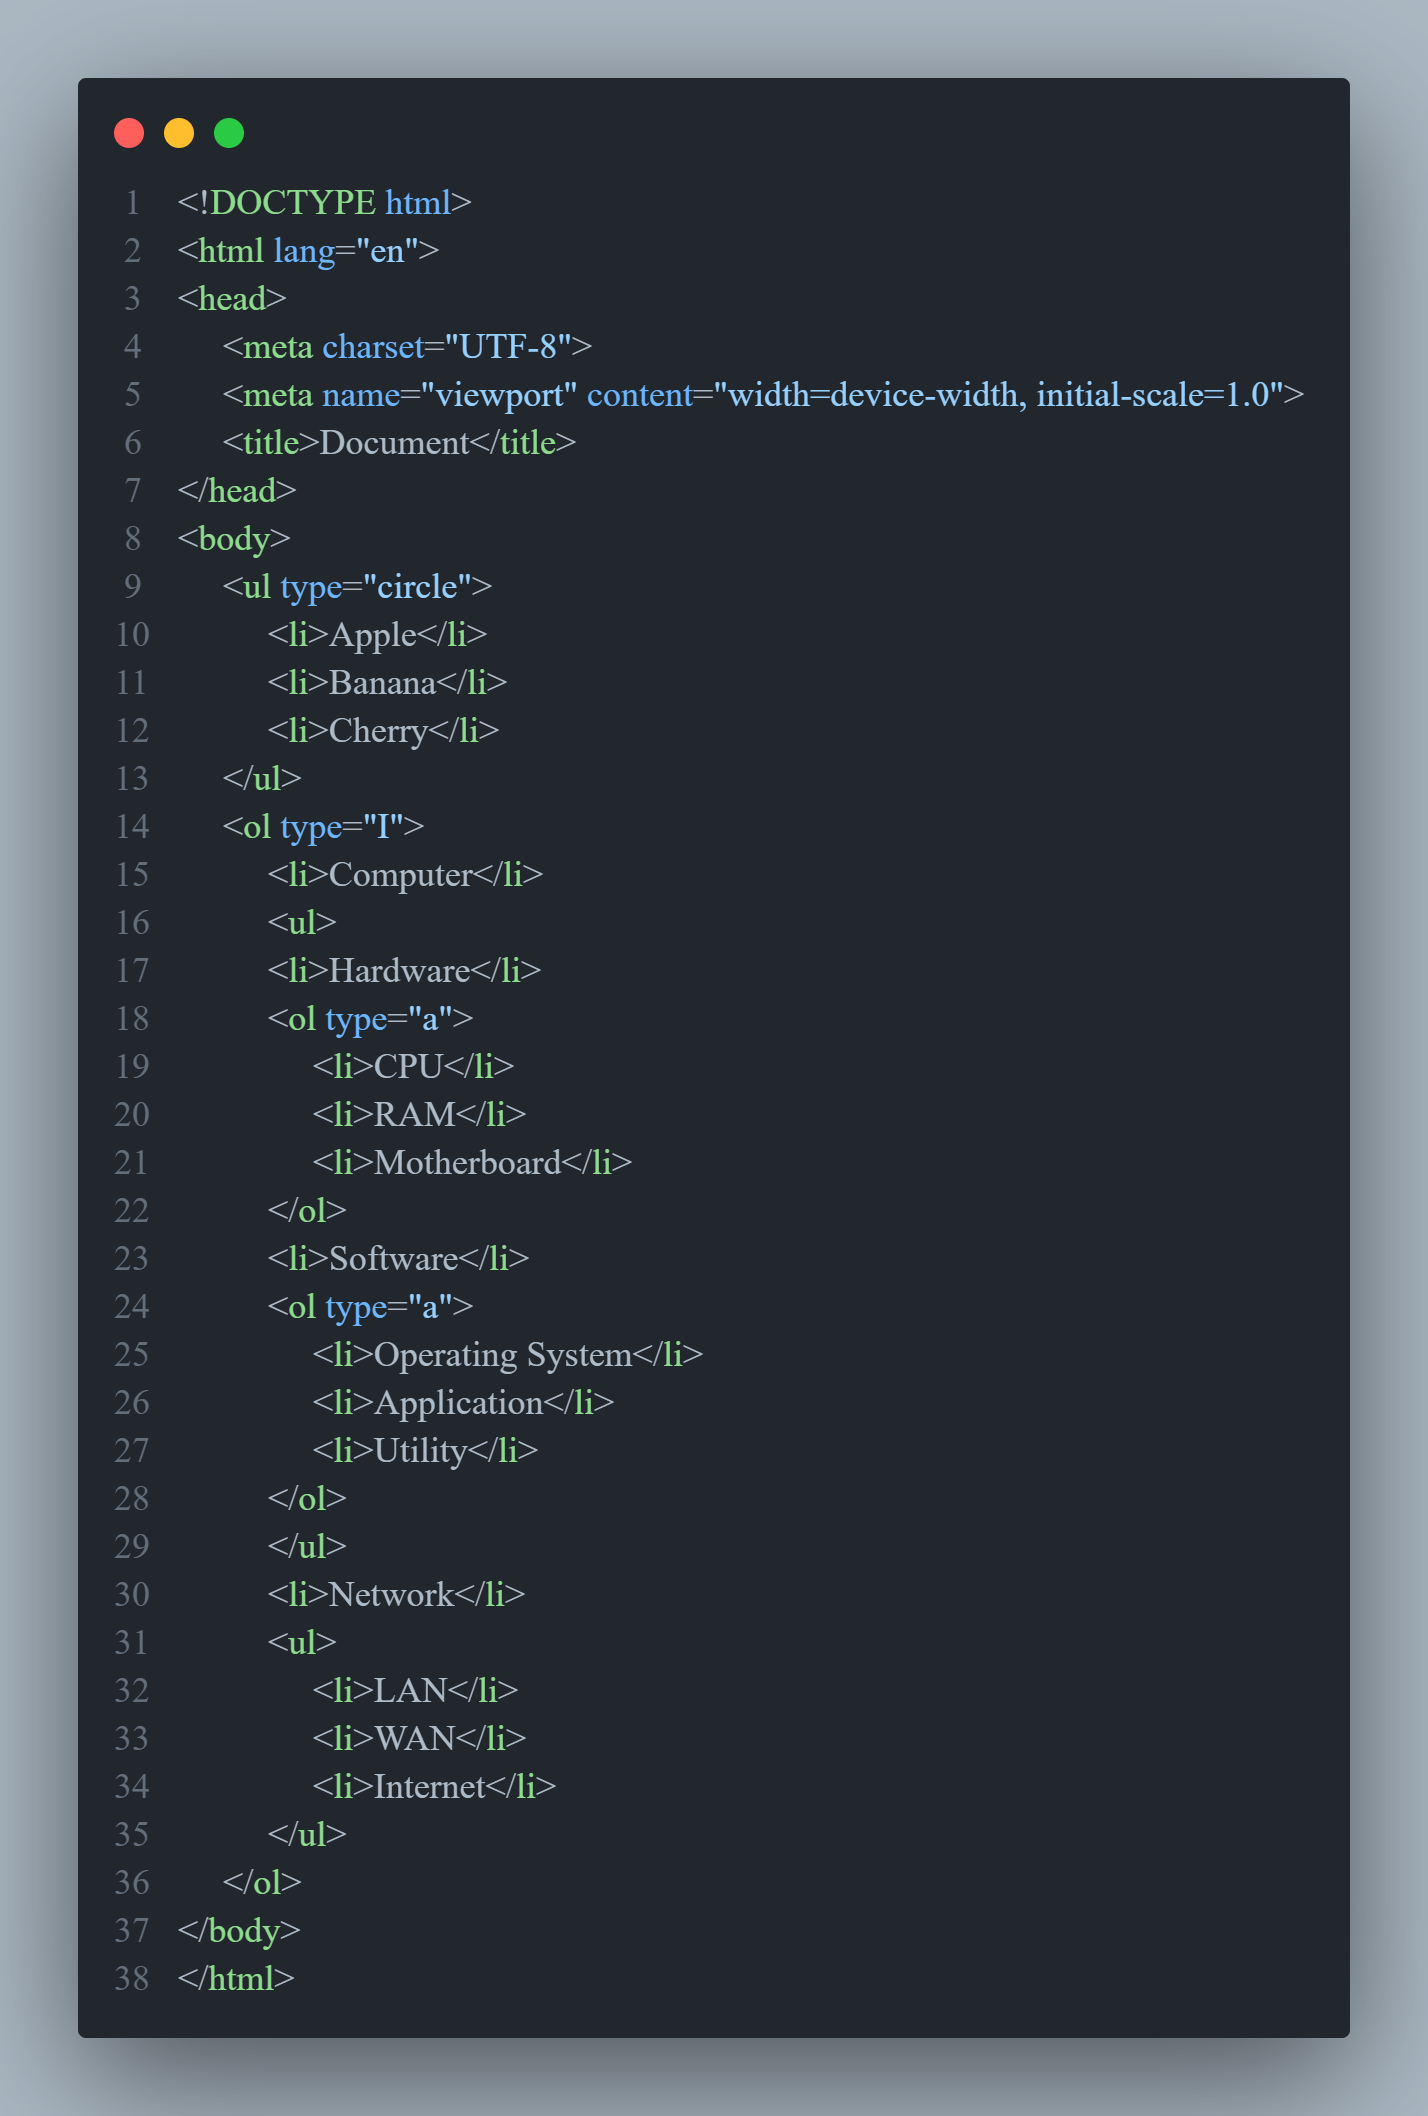 1 <!DOCTYPE html>
2 <html lang="en">
3 <head>
4 <meta charset="UTF-8">
5 <meta name="viewport" content="width=device-width, initial-scale=1.0">
6 <title>Document</title>
7 </head>
8 <body>
9 <ul type="circle">
10 <li>Apple</li>
11 <li>Banana</li>
12 <li>Cherry</li>
13 </ul>
14 <ol type="I">
15 <li>Computer</li>
16 <ul>
17 <li>Hardware</li>
18 <ol type="a">
19 <li>CPU</li>
20 <li>RAM</li>
21 <li>Motherboard</li>
22 </ol>
23 <li>Software</li>
24 <ol type="a">
25 <li>Operating System</li>
26 <li>Application</li>
27 <li>Utility</li>
28 </ol>
29 </ul>
30 <li>Network</li>
31 <ul>
32 <li>LAN</li>
33 <li>WAN</li>
34 <li>Internet</li>
35 </ul>
36 </ol>
37 </body>
38 </html>